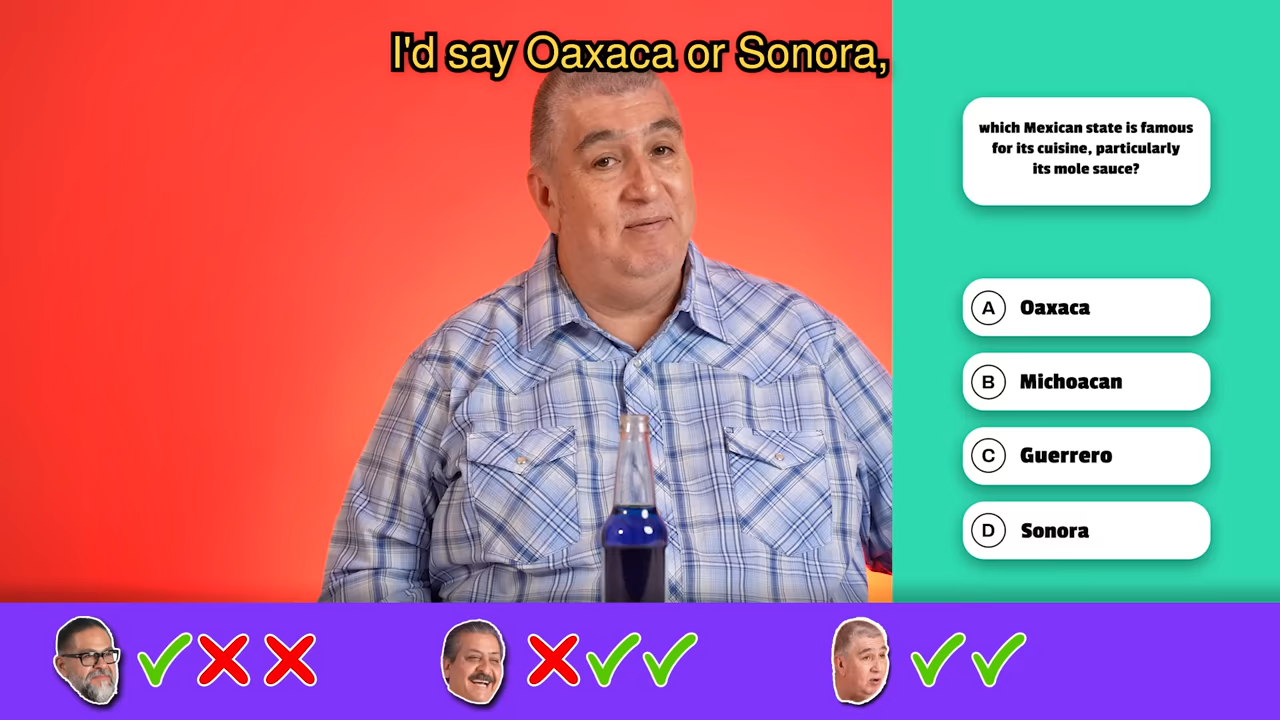 I'd say Oaxaca or Sonora,
which Mexican state is famous
for its cuisine, particularly
its mole sauce?
A Oaxaca
B Michoacan
C Guerrero
D Sonora